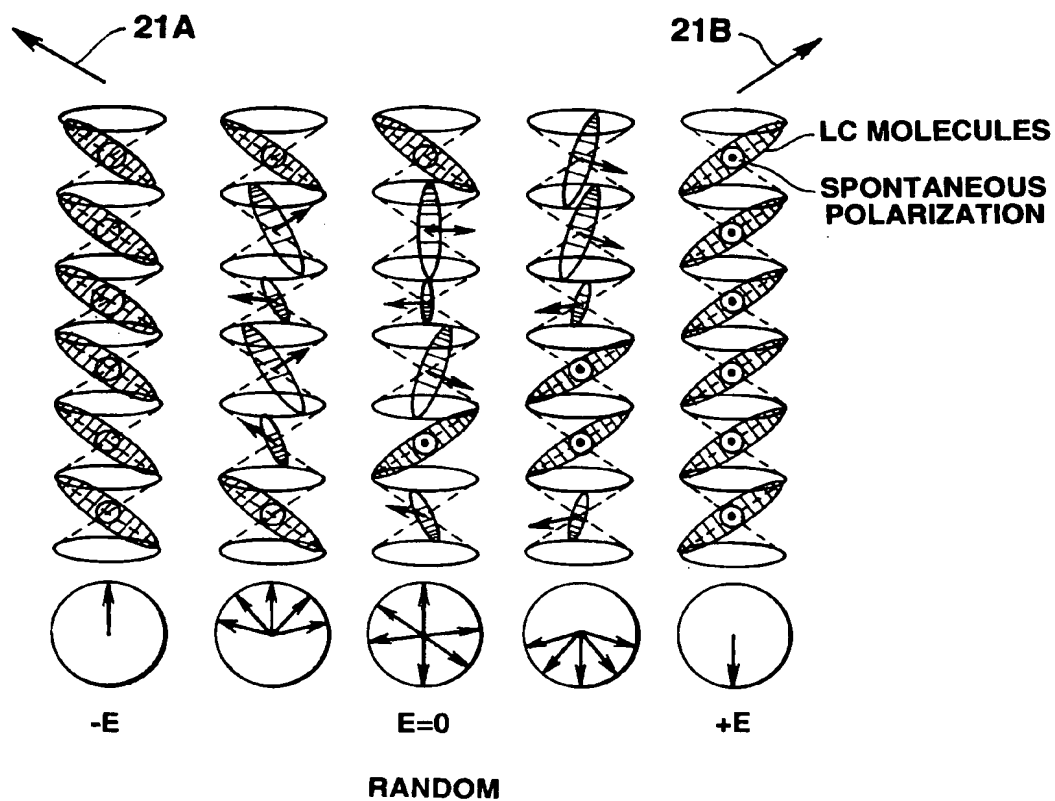 21A
21B
LC MOLECULES
SPONTANEOUS
POLARIZATION
-E
E=0
+E
RANDOM